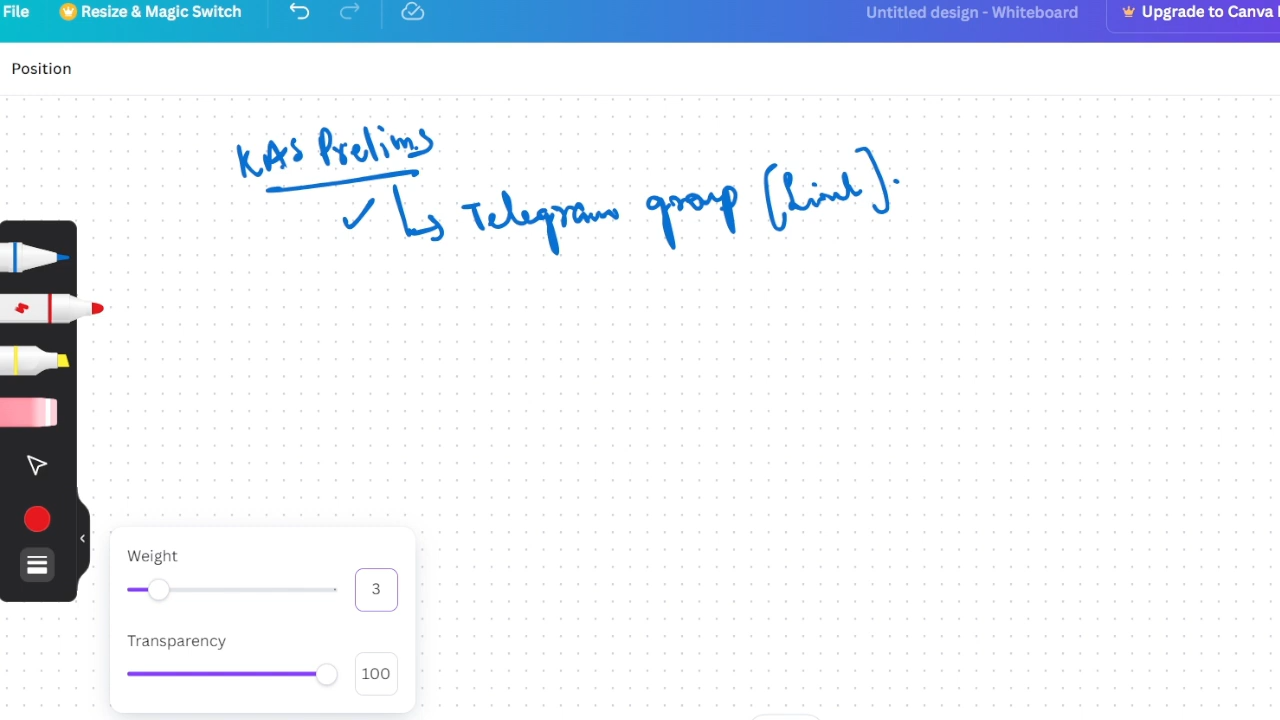 File Resize & Magic Switch Untitled design - Whiteboard Upgrade to Canva
Position
KAS Prelims
Telegram group [Link].
Weight
3
Transparency
100